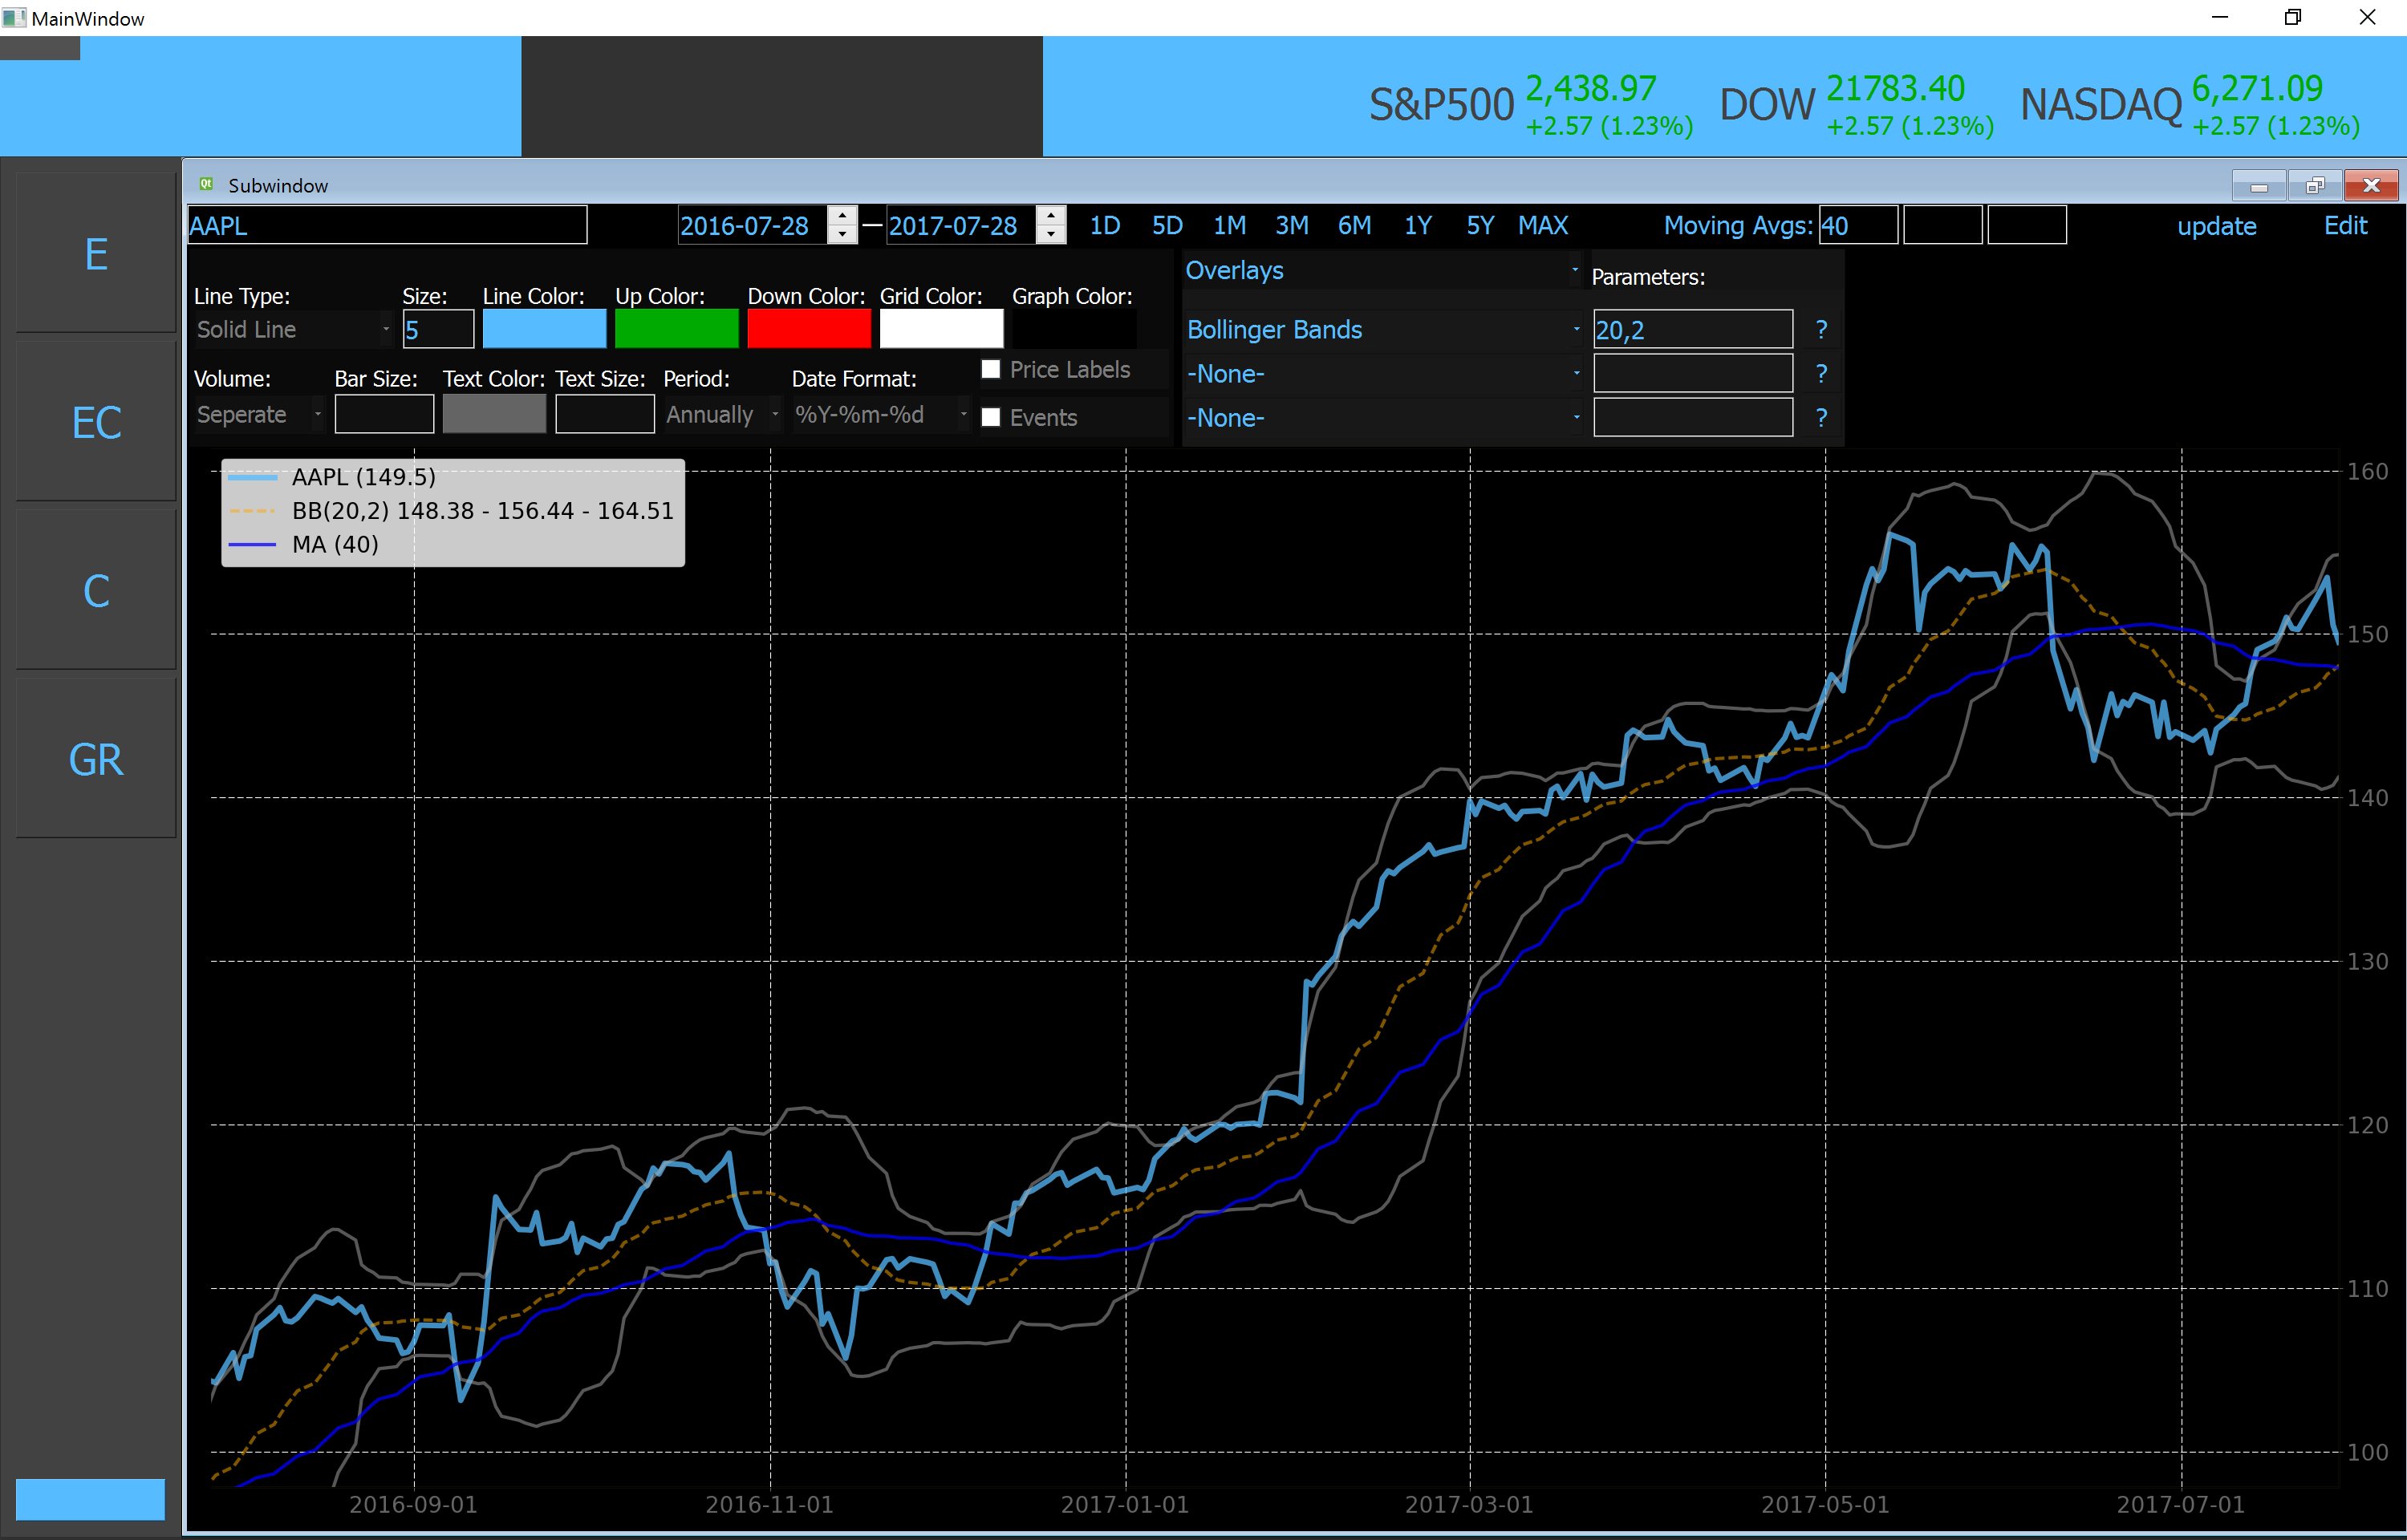 MainWindow
S&P500 2,438.97 +2.57 (1.23%)
DOW 21783.40 +2.57 (1.23%)
NASDAQ 6,271.09 +2.57 (1.23%)
E
EC
C
GR
Qt Subwindow
AAPL 2016-07-28 — 2017-07-28 1D 5D 1M 3M 6M 1Y 5Y MAX Moving Avgs: 40 update Edit
Line Type: Size: Line Color: Up Color: Down Color: Grid Color: Graph Color:
Solid Line 5
Volume: Bar Size: Text Color: Text Size: Period: Date Format:
Seperate Annually %Y-%m-%d
Price Labels
Events
Overlays Parameters:
Bollinger Bands 20,2 ?
-None- ?
-None- ?
AAPL (149.5)
BB(20,2) 148.38 - 156.44 - 164.51
MA (40)
160
150
140
130
120
110
100
2016-09-01 2016-11-01 2017-01-01 2017-03-01 2017-05-01 2017-07-01